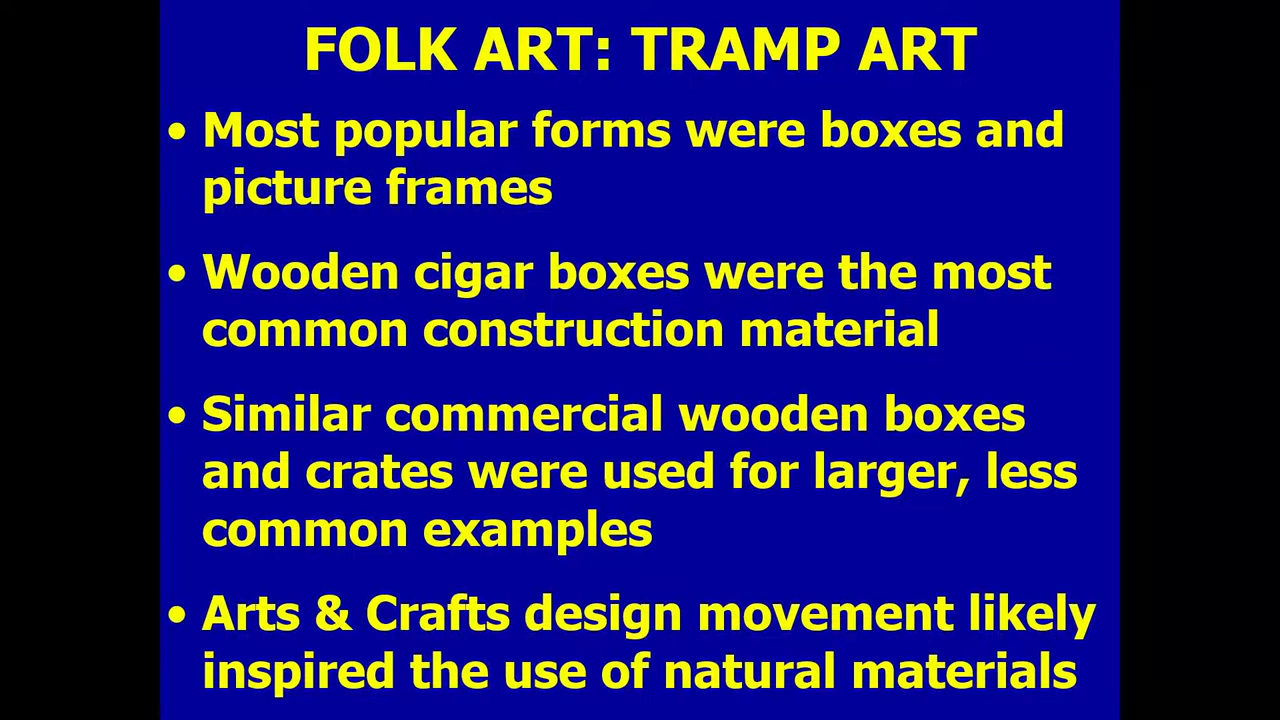 FOLK ART: TRAMP ART
• Most popular forms were boxes and
picture frames
• Wooden cigar boxes were the most
common construction material
• Similar commercial wooden boxes
and crates were used for larger, less
common examples
• Arts & Crafts design movement likely
inspired the use of natural materials